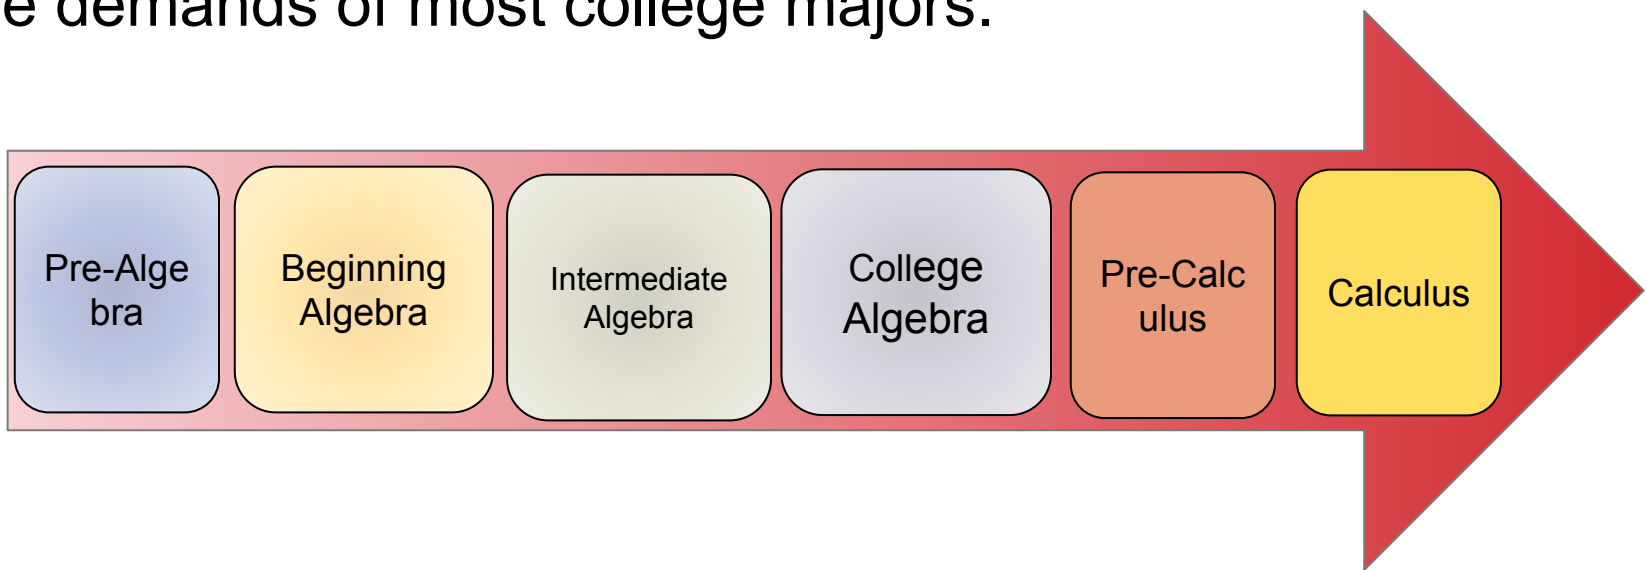 e demands of most college majors.
Pre-Alge
bra
Beginning
Algebra
Intermediate
Algebra
College
Algebra
Pre-Calc
ulus
Calculus